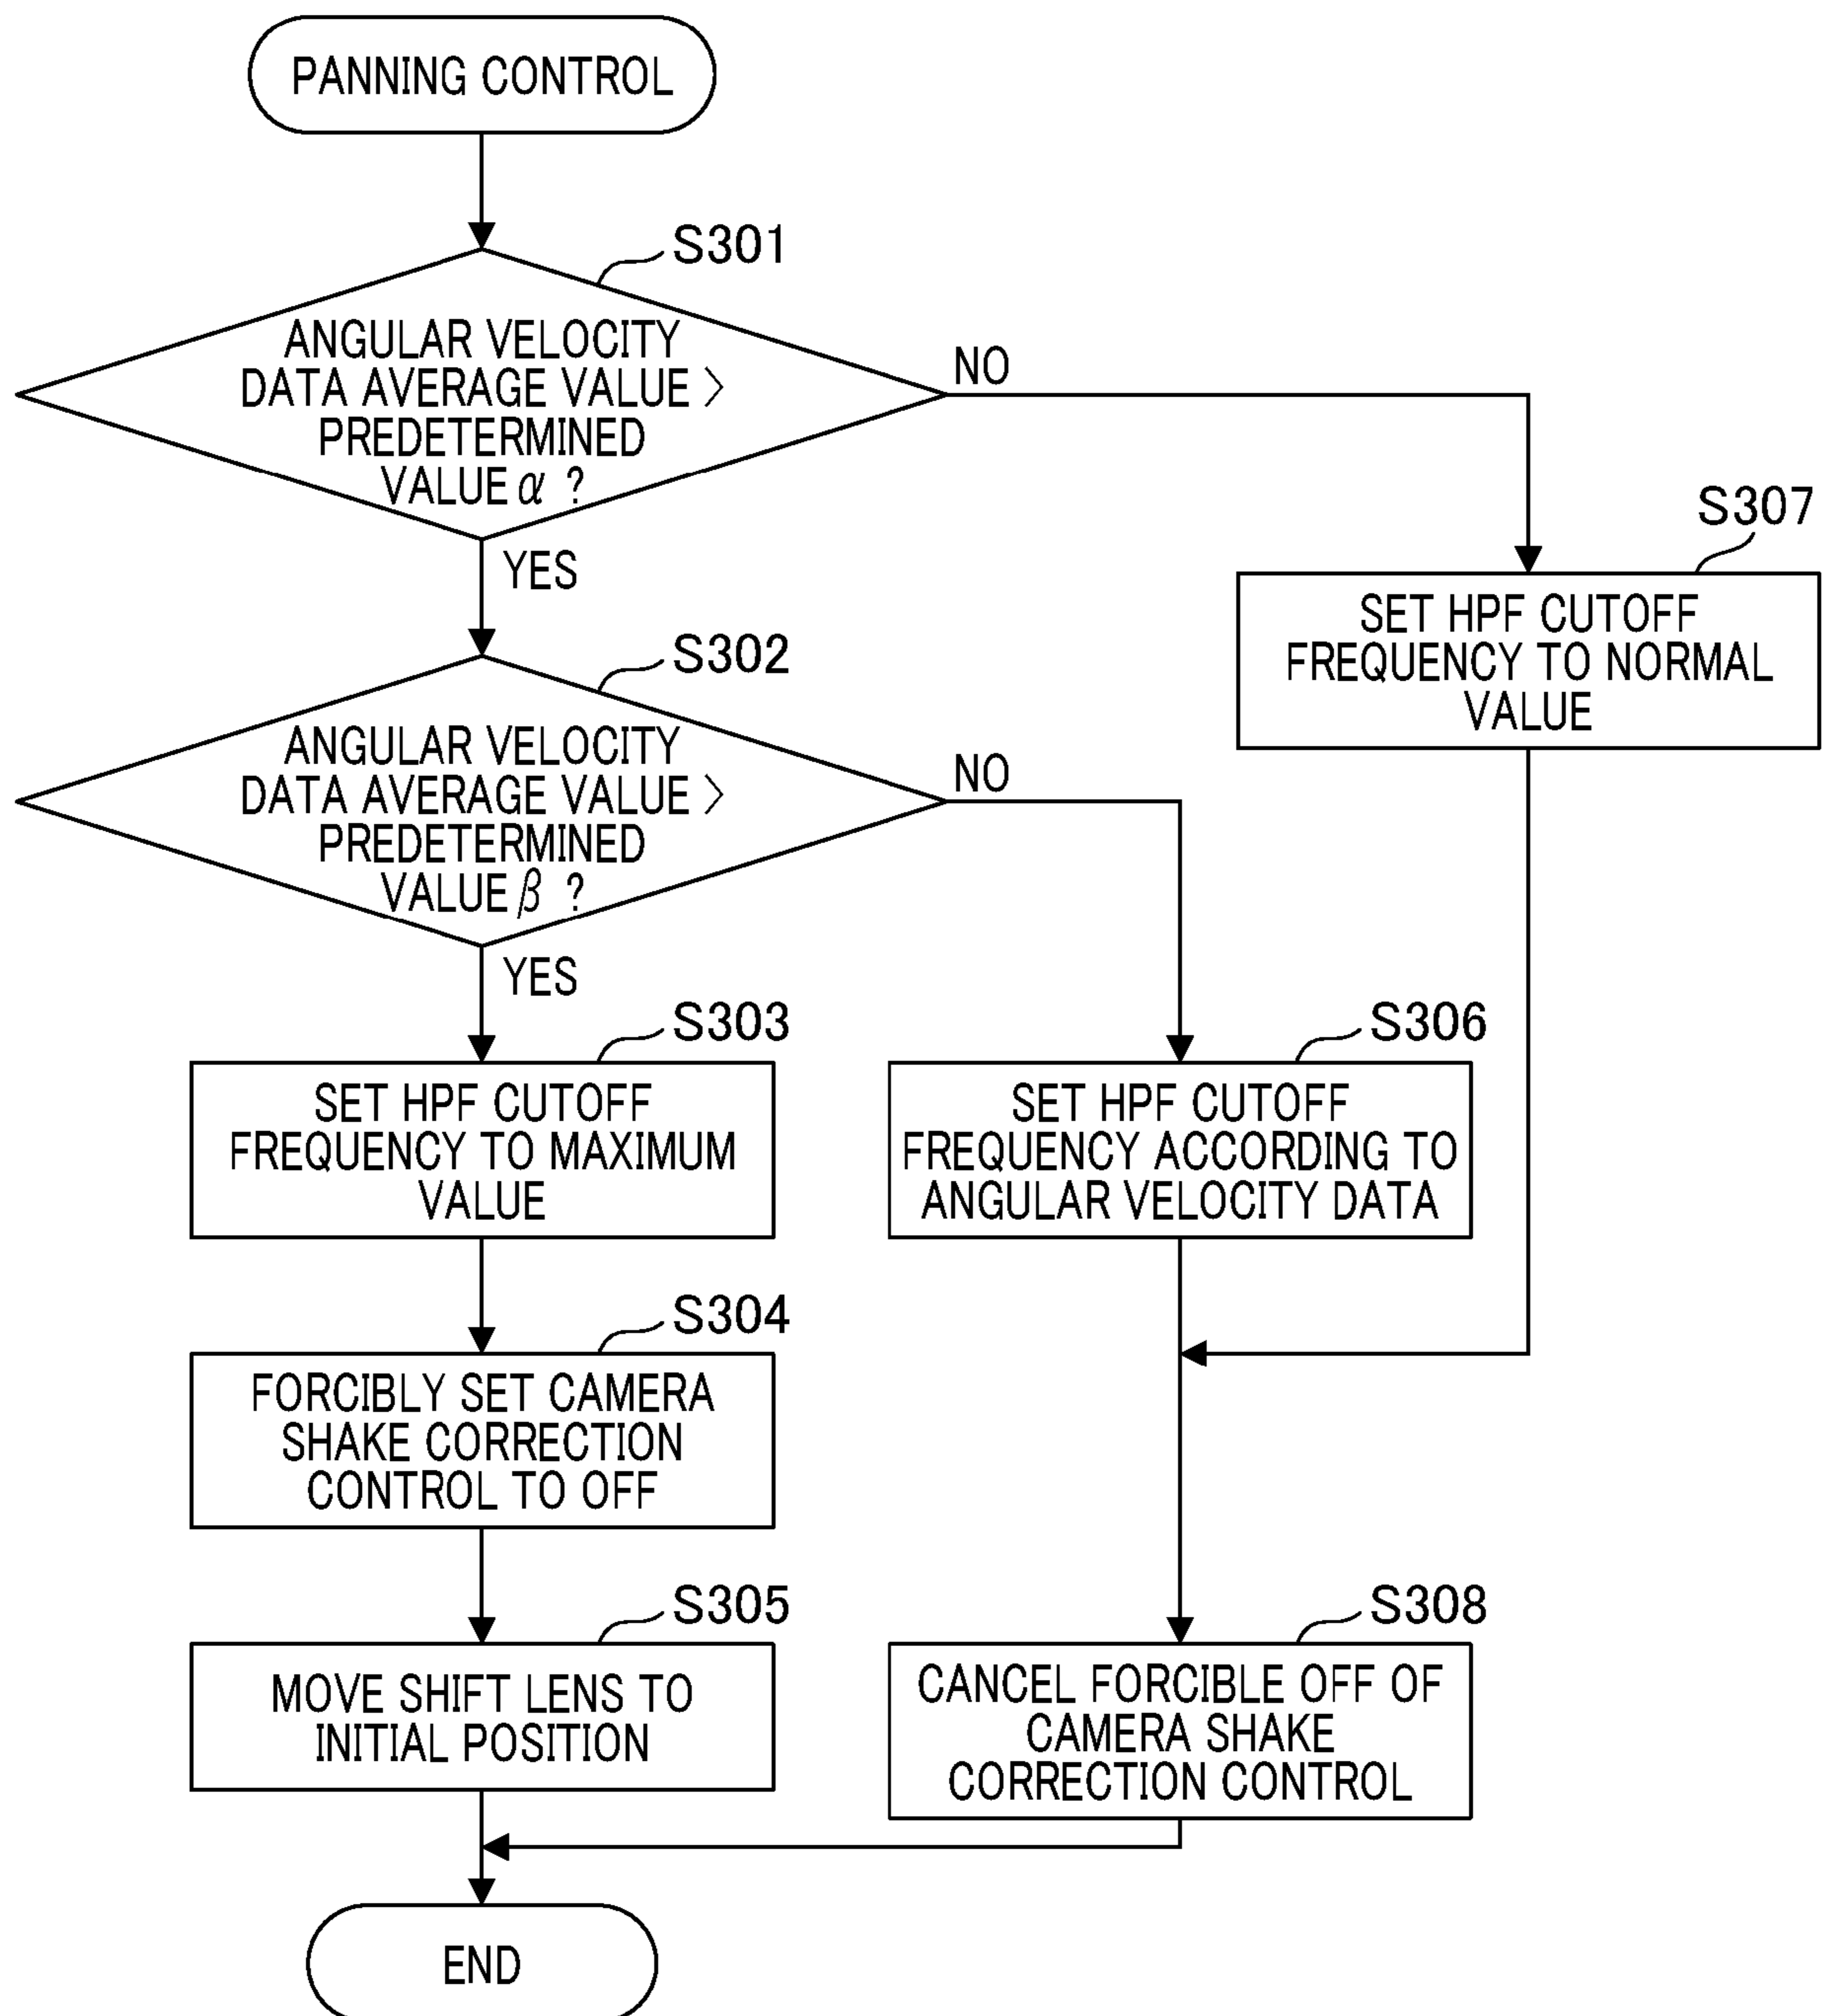 PANNING CONTROL
S301
ANGULAR VELOCITY
DATA AVERAGE VALUE >
PREDETERMINED
VALUE α ?
NO
YES
S307
SET HPF CUTOFF
FREQUENCY TO NORMAL
VALUE
S302
ANGULAR VELOCITY
DATA AVERAGE VALUE >
PREDETERMINED
VALUE β ?
NO
YES
S303
SET HPF CUTOFF
FREQUENCY TO MAXIMUM
VALUE
S306
SET HPF CUTOFF
FREQUENCY ACCORDING TO
ANGULAR VELOCITY DATA
S304
FORCIBLY SET CAMERA
SHAKE CORRECTION
CONTROL TO OFF
S305
MOVE SHIFT LENS TO
INITIAL POSITION
S308
CANCEL FORCIBLE OFF OF
CAMERA SHAKE
CORRECTION CONTROL
END